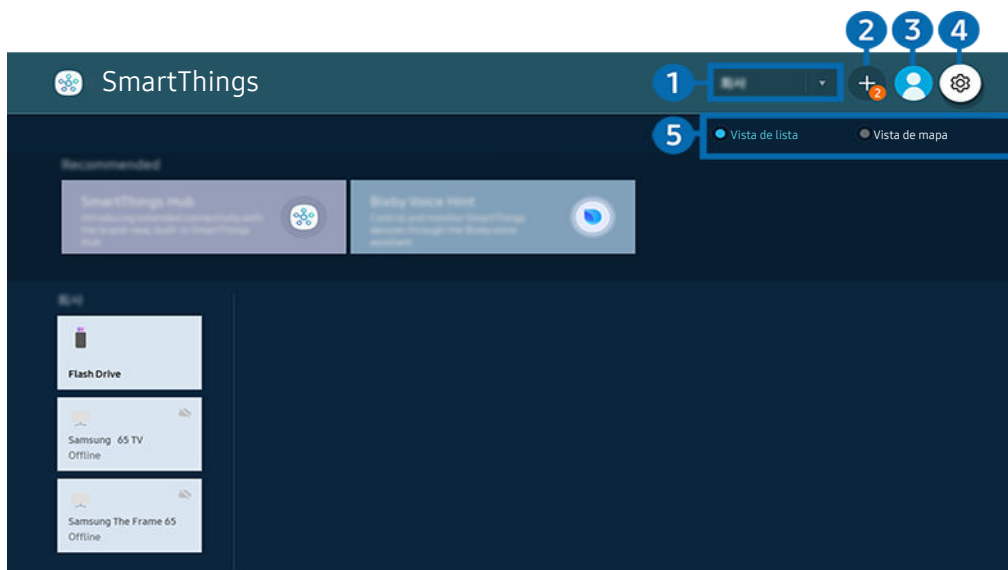 2 3 4
SmartThings
1
2
5
Vista de lista
Vista de mapa
Recommended
SmartThings Hub
Bixby Voice Hint
Flash Drive
Samsung 65 TV
Offline
Samsung The Frame 65
Offline